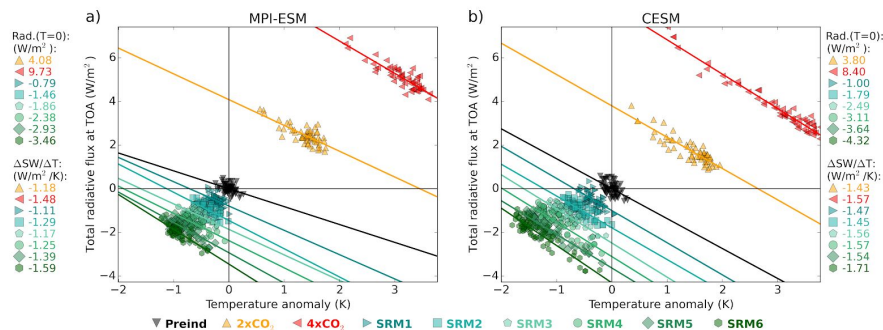 a) MPI-ESM
b) CESM
Rad.(T=0):
(W/m² ):
4.08
9.73
-0.79
-1.46
-1.86
-2.38
-2.93
-3.46
ΔSW/ΔT:
(W/m² /K):
-1.18
-1.48
-1.11
-1.29
-1.17
-1.25
-1.39
-1.59
Total radiative flux at TOA (W/m² )
6
4
2
0
−2
−4
−2 −1 0 1 2 3
Temperature anomaly (K)
Total radiative flux at TOA (W/m² )
6
4
2
0
−2
−4
−2 −1 0 1 2 3
Temperature anomaly (K)
Rad.(T=0):
(W/m² ):
3.80
8.40
-1.00
-1.79
-2.49
-3.11
-3.64
-4.32
ΔSW/ΔT:
(W/m² /K):
-1.43
-1.57
-1.47
-1.45
-1.56
-1.57
-1.54
-1.71
Preind 2xCO₂ 4xCO₂ SRM1 SRM2 SRM3 SRM4 SRM5 SRM6